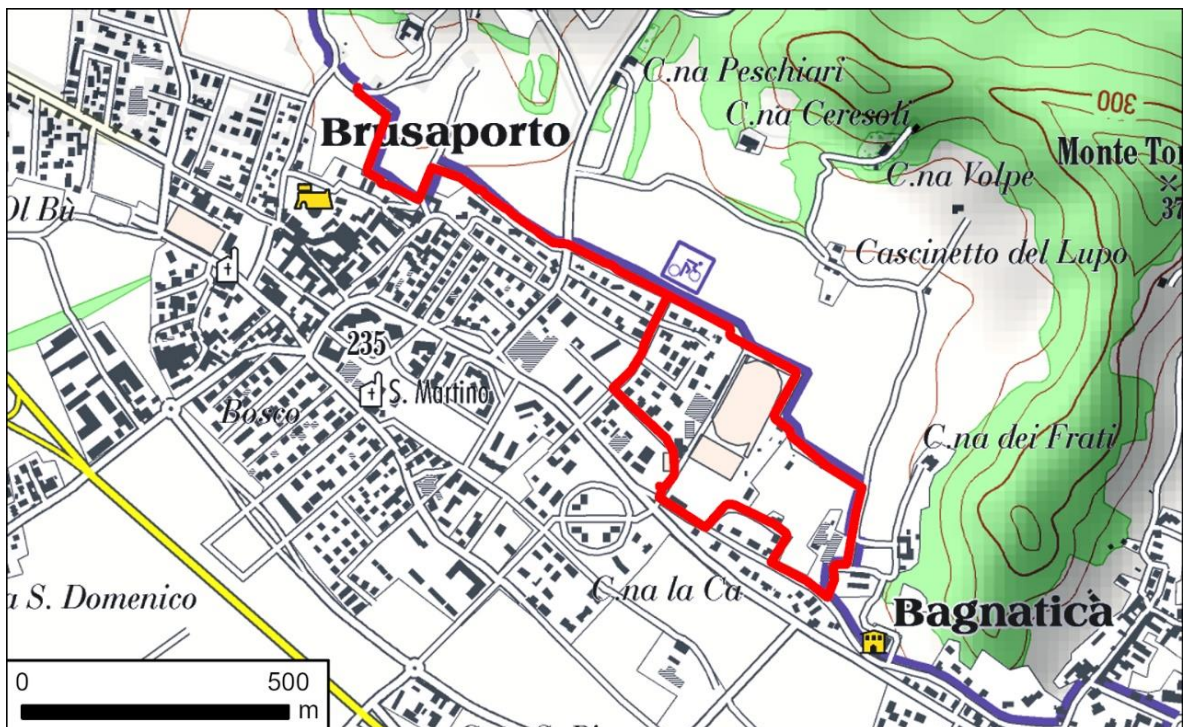 C.na Peschiari
C.na Ceresoli
300
Brusaporto
Monte Tor
C.na Volpe
37
Ol Bù
Cascinetto del Lupo
235
S. Martino
Bosco
C.na dei Frati
a S. Domenico
C.na la Ca
Bagnatica
0 500
m